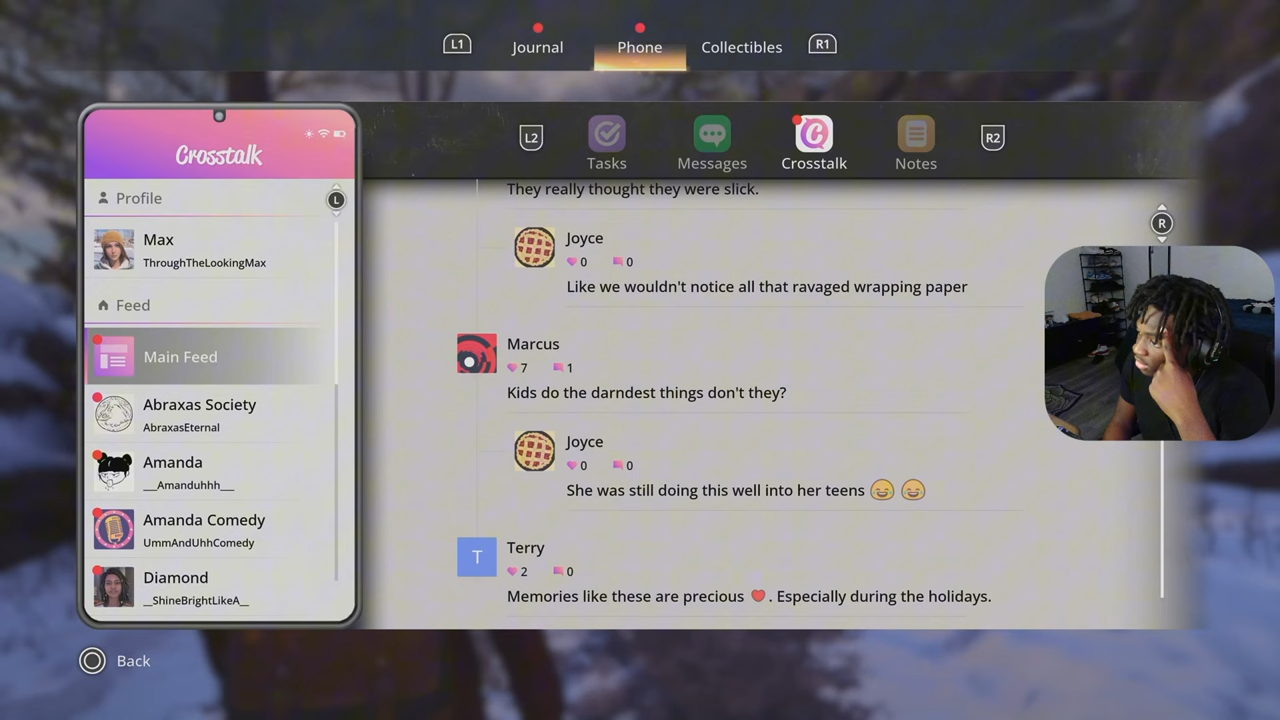 L1
Journal
Phone
Collectibles
R1
Crosstalk
L2
Tasks
Messages
Crosstalk
Notes
R2
Profile
L
Max
ThroughTheLookingMax
Feed
Main Feed
Abraxas Society
AbraxasEternal
Amanda
___Amanduhhh___
Amanda Comedy
UmmAndUhhComedy
Diamond
__ShineBrightLikeA__
They really thought they were slick.
R
Joyce
0 0
Like we wouldn't notice all that ravaged wrapping paper
Marcus
7 1
Kids do the darndest things don't they?
Joyce
0 0
She was still doing this well into her teens 😄 😄
T
Terry
2 0
Memories like these are precious ❤️. Especially during the holidays.
Back